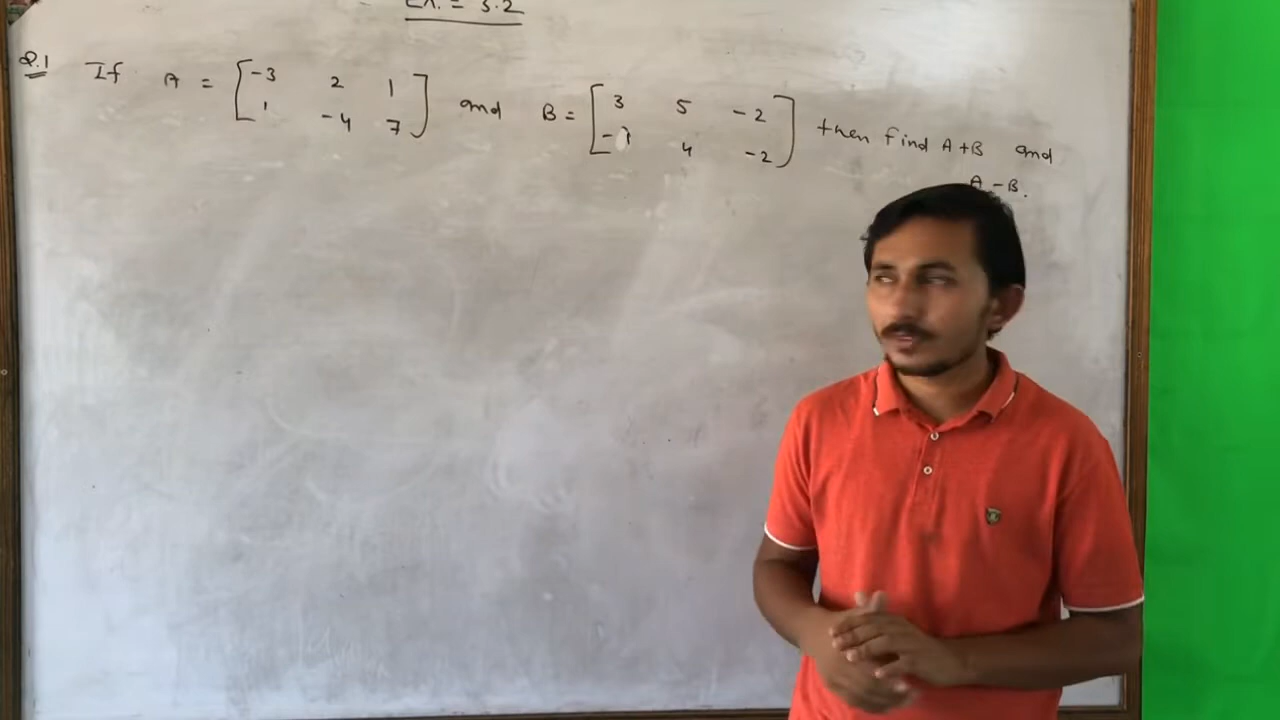 Ex. = 3.2
Q.1 If A = [ -3 2 1 and B = [ 3 5 -2 ] then find A+B and
1 -4 7 ] -1 4 -2 A-B.